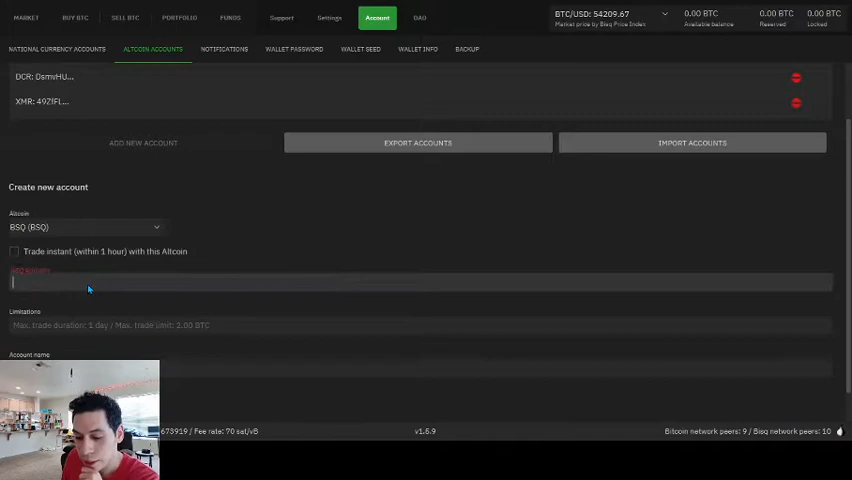 MARKET BUY BTC SELL BTC PORTFOLIO FUNDS Support Settings Account DAO
BTC/USD: 54209.67
Market price by Bisq Price Index
0.00 BTC
Available balance
0.00 BTC
Reserved
0.00 BTC
Locked
NATIONAL CURRENCY ACCOUNTS ALTCOIN ACCOUNTS NOTIFICATIONS WALLET PASSWORD WALLET SEED WALLET INFO BACKUP
DCR: DsmvHU...
XMR: 49ZfFL...
ADD NEW ACCOUNT EXPORT ACCOUNTS IMPORT ACCOUNTS
Create new account
Altcoin
BSQ (BSQ)
Trade instant (within 1 hour) with this Altcoin
Limitations
Max. trade duration: 1 day / Max. trade limit: 2.00 BTC
Account name
673919 / Fee rate: 70 sat/vB v1.5.9 Bitcoin network peers: 9 / Bisq network peers: 10